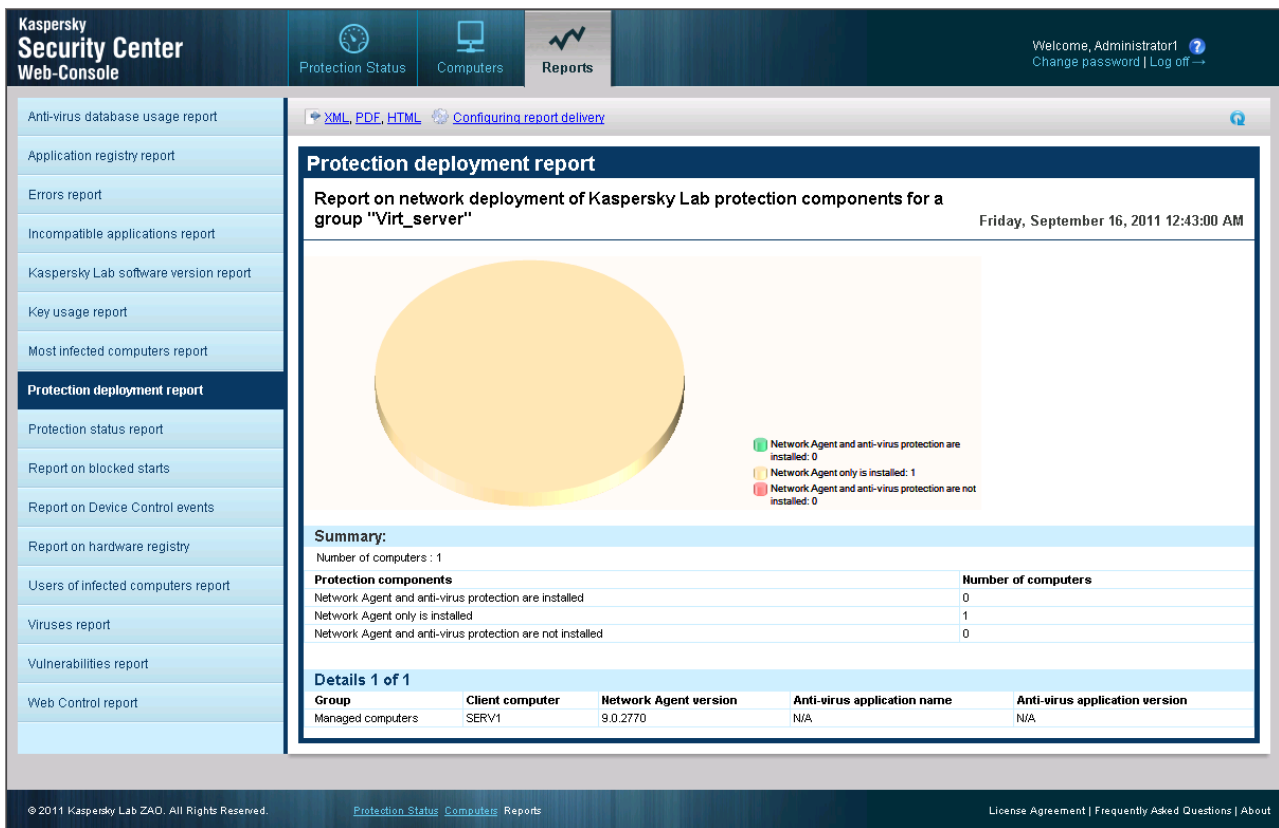 Kaspersky
Security Center
Web-Console
Protection Status
Computers
Reports
Welcome, Administrator1 ?
Change password | Log off →
Anti-virus database usage report
Application registry report
Errors report
Incompatible applications report
Kaspersky Lab software version report
Key usage report
Most infected computers report
Protection deployment report
Protection status report
Report on blocked starts
Report on Device Control events
Report on hardware registry
Users of infected computers report
Viruses report
Vulnerabilities report
Web Control report
XML, PDF, HTML Configuring report delivery
Protection deployment report
Report on network deployment of Kaspersky Lab protection components for a
group "Virt_server"
Friday, September 16, 2011 12:43:00 AM
Network Agent and anti-virus protection are
installed: 0
Network Agent only is installed: 1
Network Agent and anti-virus protection are not
installed: 0
Summary:
Number of computers : 1
Protection components Number of computers
Network Agent and anti-virus protection are installed 0
Network Agent only is installed 1
Network Agent and anti-virus protection are not installed 0
Details 1 of 1
Group Client computer Network Agent version Anti-virus application name Anti-virus application version
Managed computers SERV1 9.0.2770 N/A N/A
© 2011 Kaspersky Lab ZAO. All Rights Reserved. Protection Status Computers Reports License Agreement | Frequently Asked Questions | About